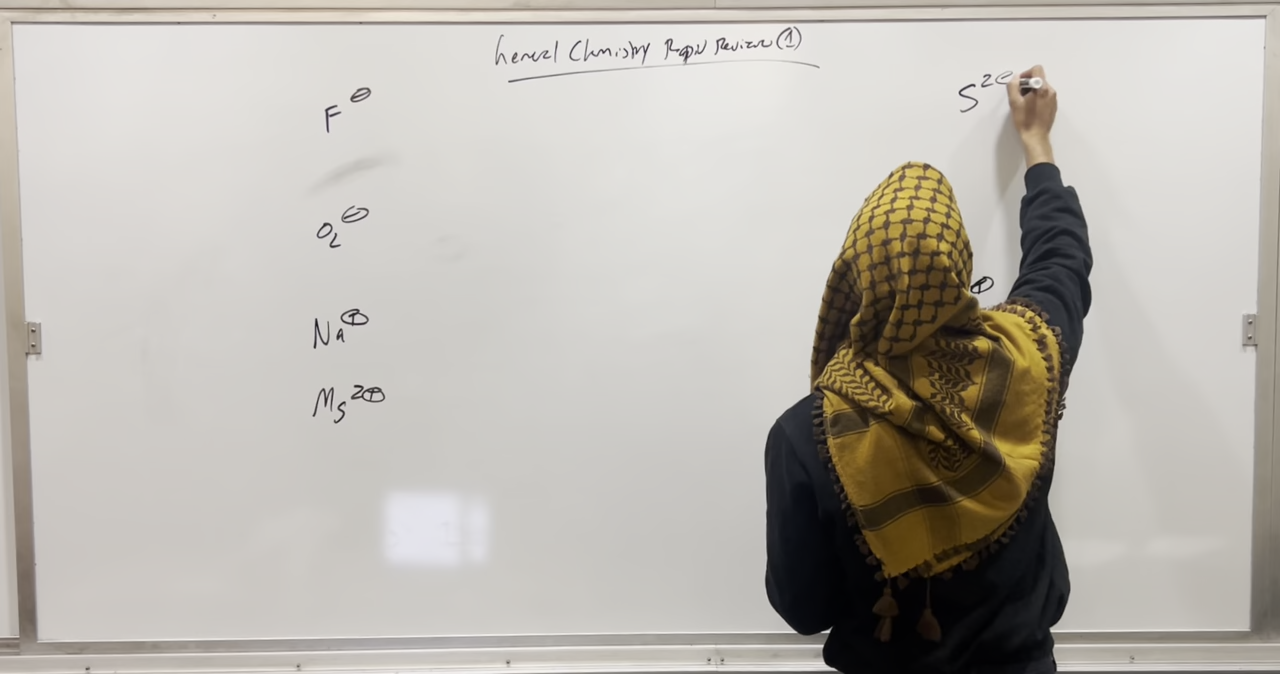 General Chemistry Rapid Review (1)
F⊖
O₂⊖
Na⊕
Mg²⊕
S²⊖
⊕